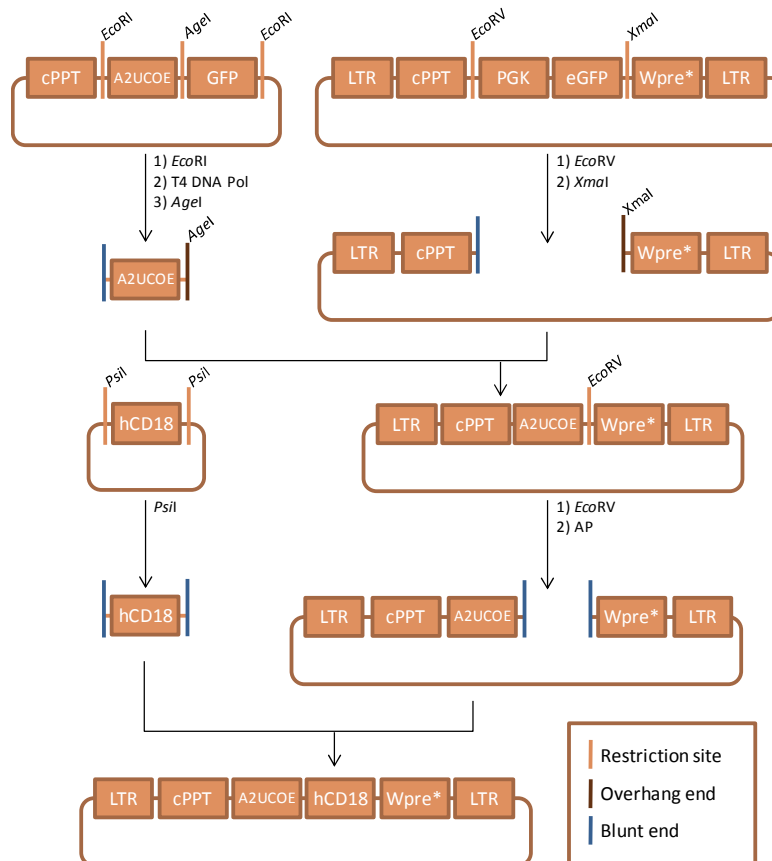 EcoRI
AgeI
EcoRI
cPPT
A2UCOE
GFP
EcoRV
XmaI
LTR
cPPT
PGK
eGFP
Wpre*
LTR
1) EcoRI
2) T4 DNA Pol
3) AgeI
1) EcoRV
2) XmaI
AgeI
A2UCOE
XmaI
LTR
cPPT
Wpre*
LTR
PsiI
PsiI
hCD18
EcoRV
LTR
cPPT
A2UCOE
Wpre*
LTR
PsiI
1) EcoRV
2) AP
hCD18
LTR
cPPT
A2UCOE
Wpre*
LTR
LTR
cPPT
A2UCOE
hCD18
Wpre*
LTR
Restriction site
Overhang end
Blunt end